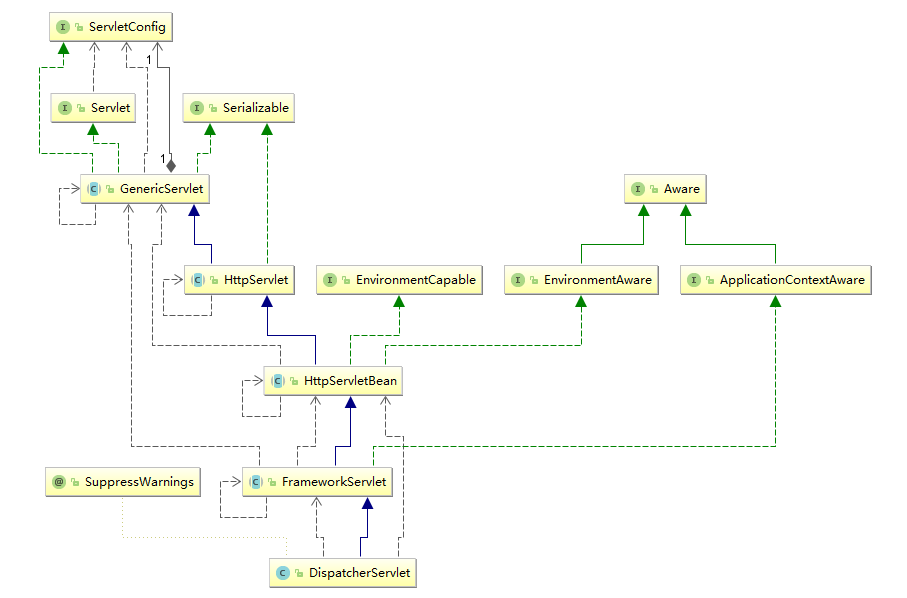 I ServletConfig
1
I Servlet
I Serializable
1
C GenericServlet
I Aware
C HttpServlet
I EnvironmentCapable
I EnvironmentAware
I ApplicationContextAware
C HttpServletBean
@ SuppressWarnings
C FrameworkServlet
C DispatcherServlet